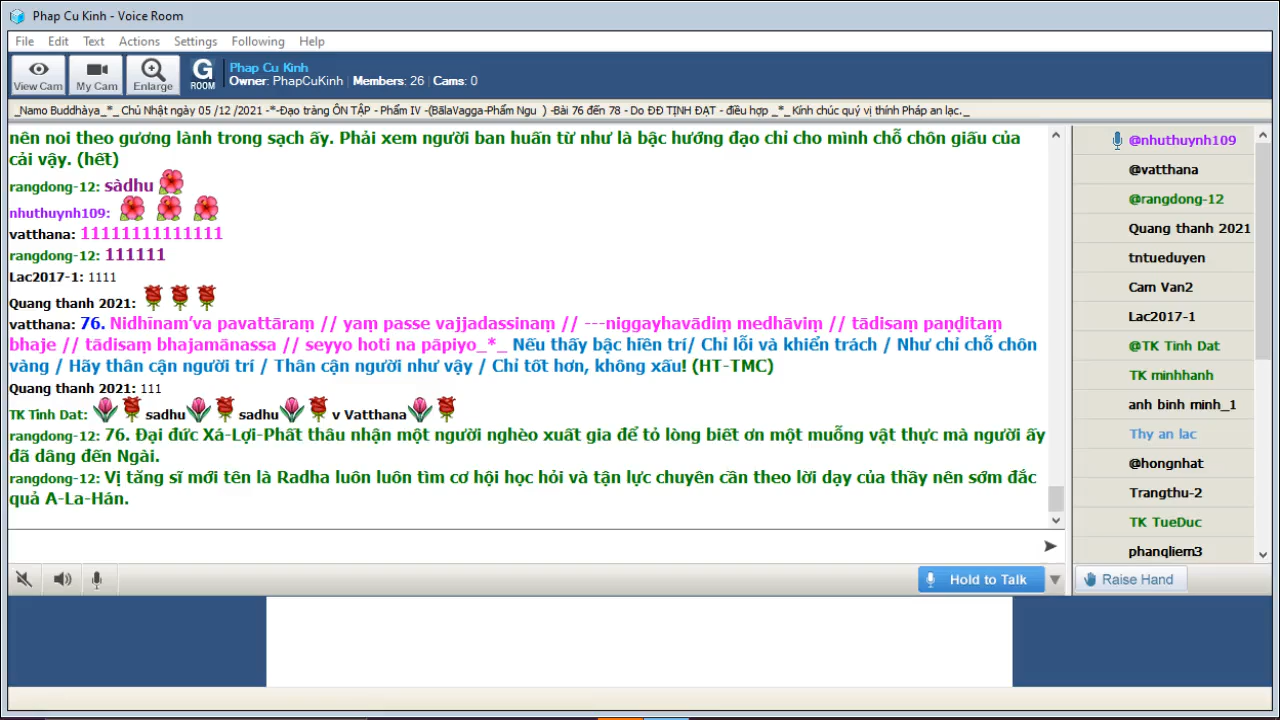 Phap Cu Kinh - Voice Room
File Edit Text Actions Settings Following Help
View Cam
My Cam
Enlarge
G
ROOM
Phap Cu Kinh
Owner: PhapCuKinh | Members: 26 | Cams: 0
_Namo Buddhàya_*_ Chủ Nhật ngày 05 /12 /2021 -*-Đạo tràng ÔN TẬP - Phẩm IV -(BālaVagga-Phẩm Ngu ) -Bài 76 đến 78 - Do ĐĐ TỊNH ĐẠT - điều hợp _*_Kính chúc quý vị thính Pháp an lạc._
nên noi theo gương lành trong sạch ấy. Phải xem người ban huấn từ như là bậc hướng đạo chỉ cho mình chỗ chôn giấu của
cải vậy. (hết)
rangdong-12: sàdhu
nhuthuynh109:
vatthana: 11111111111111
rangdong-12: 111111
Lac2017-1: 1111
Quang thanh 2021:
vatthana: 76. Nidhīnam’va pavattāraṃ // yaṃ passe vajjadassinaṃ // ---niggayhavādiṃ medhāviṃ // tādisaṃ paṇḍitaṃ
bhaje // tādisaṃ bhajamānassa // seyyo hoti na pāpiyo_*_ Nếu thấy bậc hiền trí/ Chỉ lỗi và khiển trách / Như chỉ chỗ chôn
vàng / Hãy thân cận người trí / Thân cận người như vậy / Chỉ tốt hơn, không xấu! (HT-TMC)
Quang thanh 2021: 111
TK Tinh Dat: sadhu sadhu v Vatthana
rangdong-12: 76. Đại đức Xá-Lợi-Phất thâu nhận một người nghèo xuất gia để tỏ lòng biết ơn một muỗng vật thực mà người ấy
đã dâng đến Ngài.
rangdong-12: Vị tăng sĩ mới tên là Radha luôn luôn tìm cơ hội học hỏi và tận lực chuyên cần theo lời dạy của thầy nên sớm đắc
quả A-La-Hán.
@nhuthuynh109
@vatthana
@rangdong-12
Quang thanh 2021
tntueduyen
Cam Van2
Lac2017-1
@TK Tinh Dat
TK minhhanh
anh binh minh_1
Thy an lac
@hongnhat
Trangthu-2
TK TueDuc
phanqliem3
Hold to Talk
Raise Hand